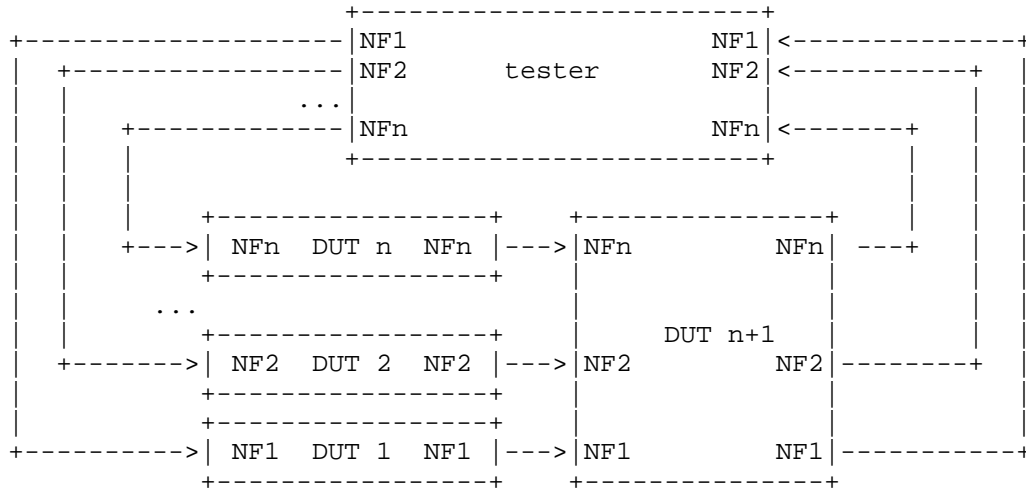 NF1 NF1
NF2 tester NF2
...
NFn NFn
NFn DUT n NFn NFn NFn
...
DUT n+1
NF2 DUT 2 NF2 NF2 NF2
NF1 DUT 1 NF1 NF1 NF1